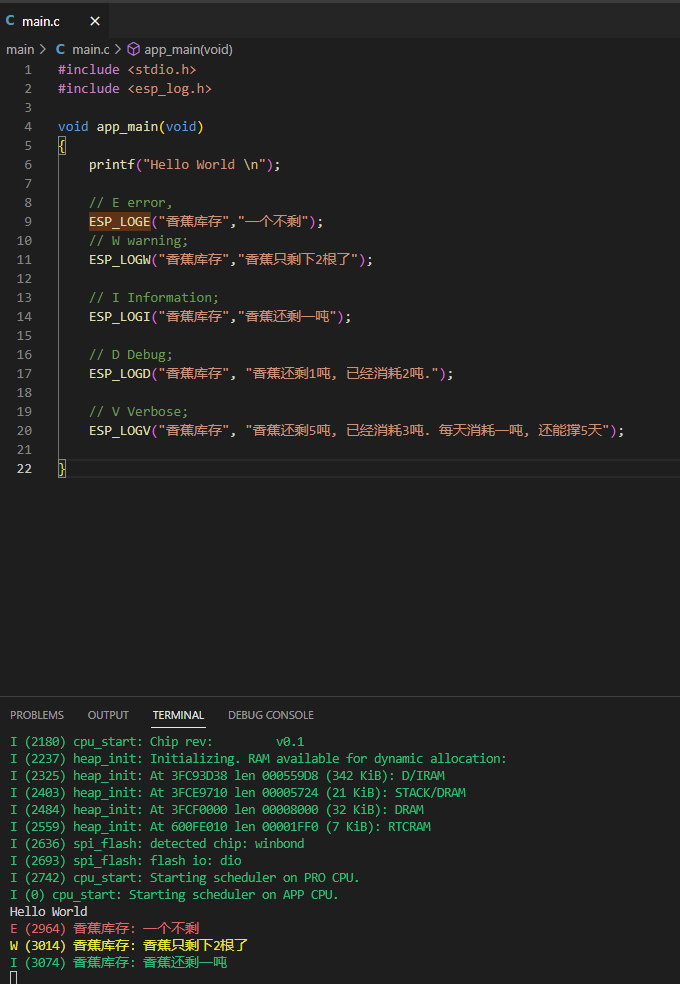 C main.c ×
main > C main.c > app_main(void)
1 #include <stdio.h>
2 #include <esp_log.h>
3
4 void app_main(void)
5 {
6 printf("Hello World \n");
7
8 // E error,
9 ESP_LOGE("香蕉库存","一个不剩");
10 // W warning;
11 ESP_LOGW("香蕉库存","香蕉只剩下2根了");
12
13 // I Information;
14 ESP_LOGI("香蕉库存","香蕉还剩一吨");
15
16 // D Debug;
17 ESP_LOGD("香蕉库存", "香蕉还剩1吨, 已经消耗2吨.");
18
19 // V Verbose;
20 ESP_LOGV("香蕉库存", "香蕉还剩5吨, 已经消耗3吨. 每天消耗一吨, 还能撑5天");
21
22 }
PROBLEMS OUTPUT TERMINAL DEBUG CONSOLE
I (2180) cpu_start: Chip rev: v0.1
I (2237) heap_init: Initializing. RAM available for dynamic allocation:
I (2325) heap_init: At 3FC93D38 len 000559D8 (342 KiB): D/IRAM
I (2403) heap_init: At 3FCE9710 len 00005724 (21 KiB): STACK/DRAM
I (2484) heap_init: At 3FCF0000 len 00008000 (32 KiB): DRAM
I (2559) heap_init: At 600FE010 len 00001FF0 (7 KiB): RTCRAM
I (2636) spi_flash: detected chip: winbond
I (2693) spi_flash: flash io: dio
I (2742) cpu_start: Starting scheduler on PRO CPU.
I (0) cpu_start: Starting scheduler on APP CPU.
Hello World
E (2964) 香蕉库存: 一个不剩
W (3014) 香蕉库存: 香蕉只剩下2根了
I (3074) 香蕉库存: 香蕉还剩一吨